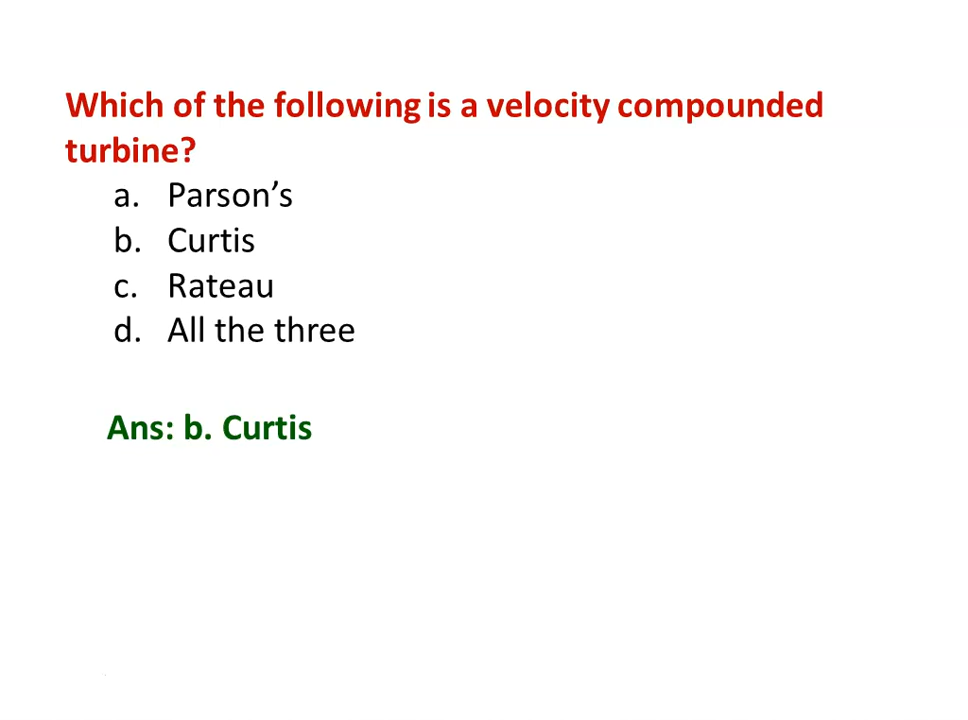 Which of the following is a velocity compounded
turbine?
a. Parson’s
b. Curtis
c. Rateau
d. All the three
Ans: b. Curtis